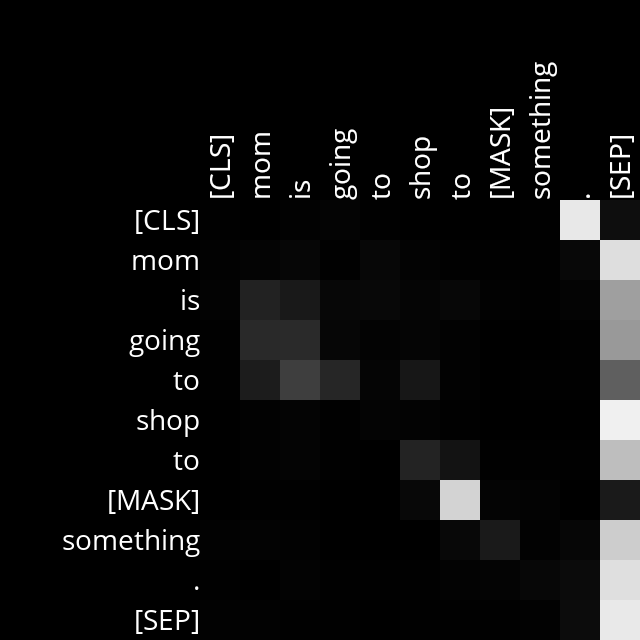 [CLS] mom is going to shop to [MASK] something . [SEP]
[CLS]
mom
is
going
to
shop
to
[MASK]
something
.
[SEP]